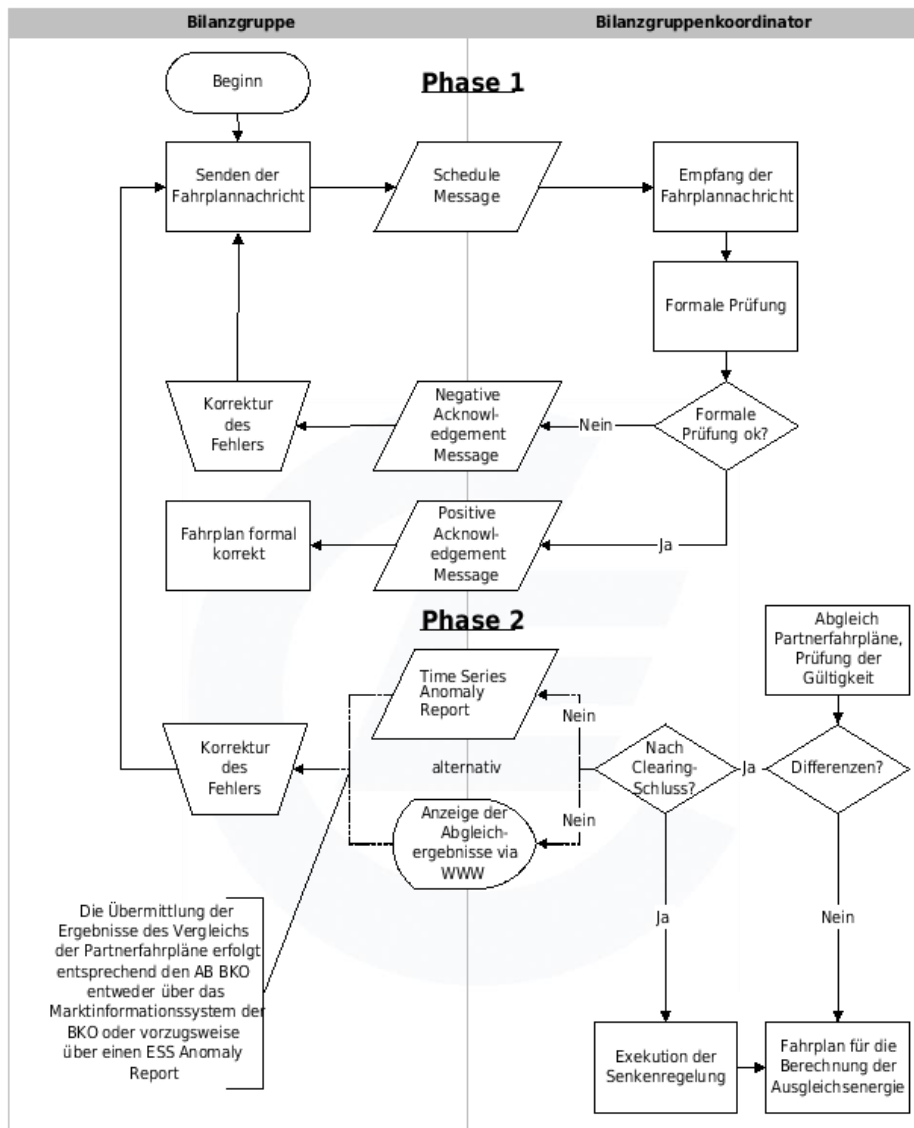 Bilanzgruppe
Bilanzgruppenkoordinator
Phase 1
Beginn
Senden der
Fahrplannachricht
Schedule
Message
Empfang der
Fahrplannachricht
Formale Prüfung
Korrektur
des
Fehlers
Negative
Acknowl-
edgement
Message
Nein
Formale
Prüfung ok?
Fahrplan formal
korrekt
Positive
Acknowl-
edgement
Message
Ja
Phase 2
Abgleich
Partnerfahrpläne,
Prüfung der
Gültigkeit
Time Series
Anomaly
Report
Nein
Korrektur
des
Fehlers
alternativ
Nach
Clearing-
Schluss?
Ja
Differenzen?
Anzeige der
Abgleich-
ergebnisse via
WWW
Nein
Ja
Nein
Die Übermittlung der
Ergebnisse des Vergleichs
der Partnerfahrpläne erfolgt
entsprechend den AB BKO
entweder über das
Marktinformationssystem der
BKO oder vorzugsweise
über einen ESS Anomaly
Report
Exekution der
Senkenregelung
Fahrplan für die
Berechnung der
Ausgleichsenergie